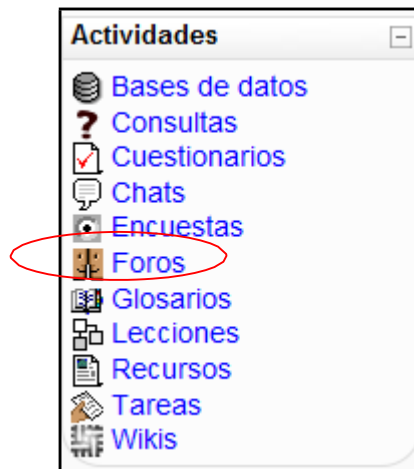 Actividades
Bases de datos
Consultas
Cuestionarios
Chats
Encuestas
Foros
Glosarios
Lecciones
Recursos
Tareas
Wikis